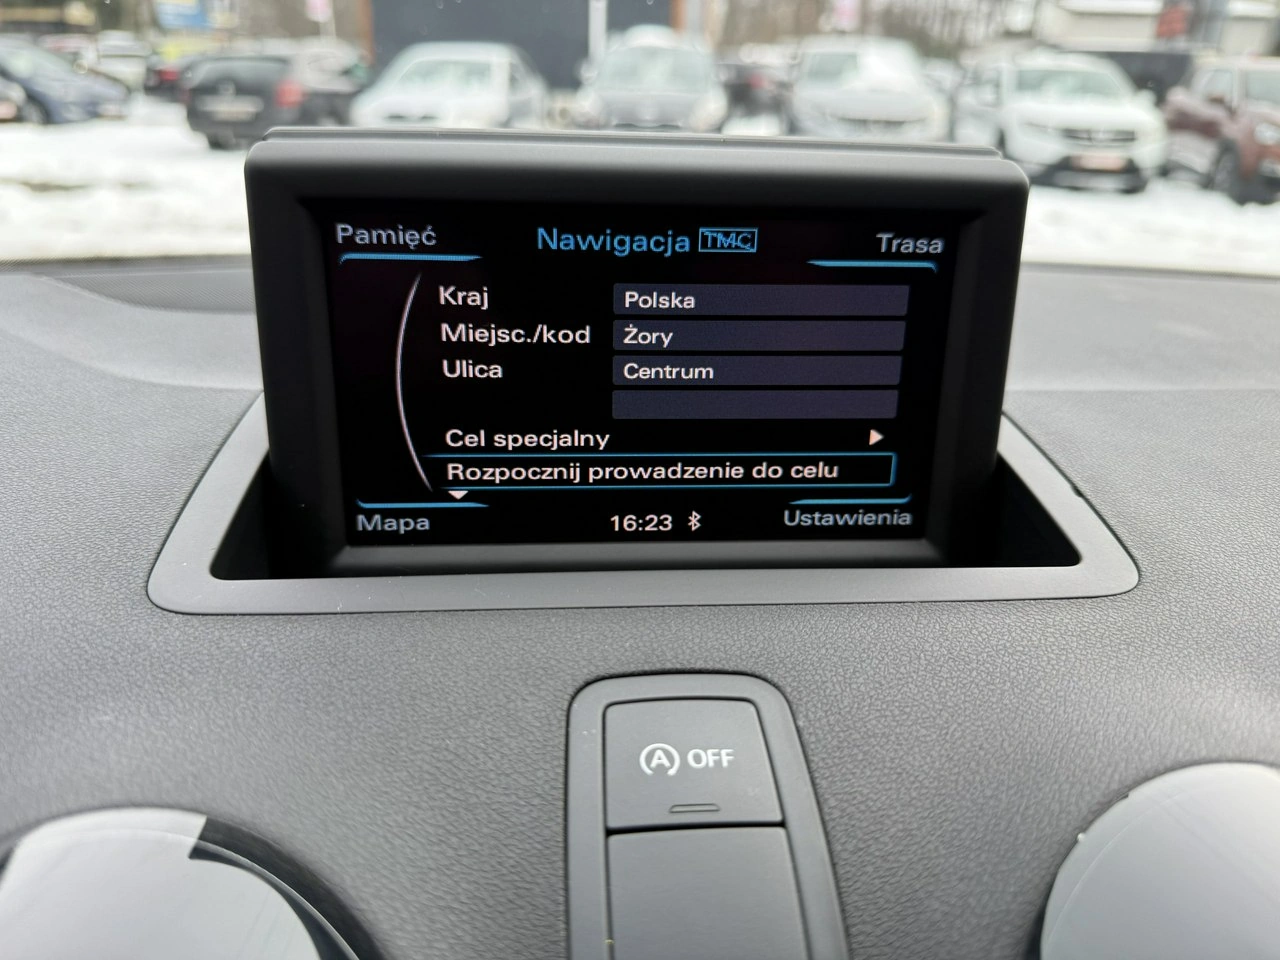 Pamięć
Nawigacja TMC
Trasa
Kraj Polska
Miejsc./kod Żory
Ulica Centrum
Cel specjalny
Rozpocznij prowadzenie do celu
Mapa
16:23
Ustawienia
A OFF